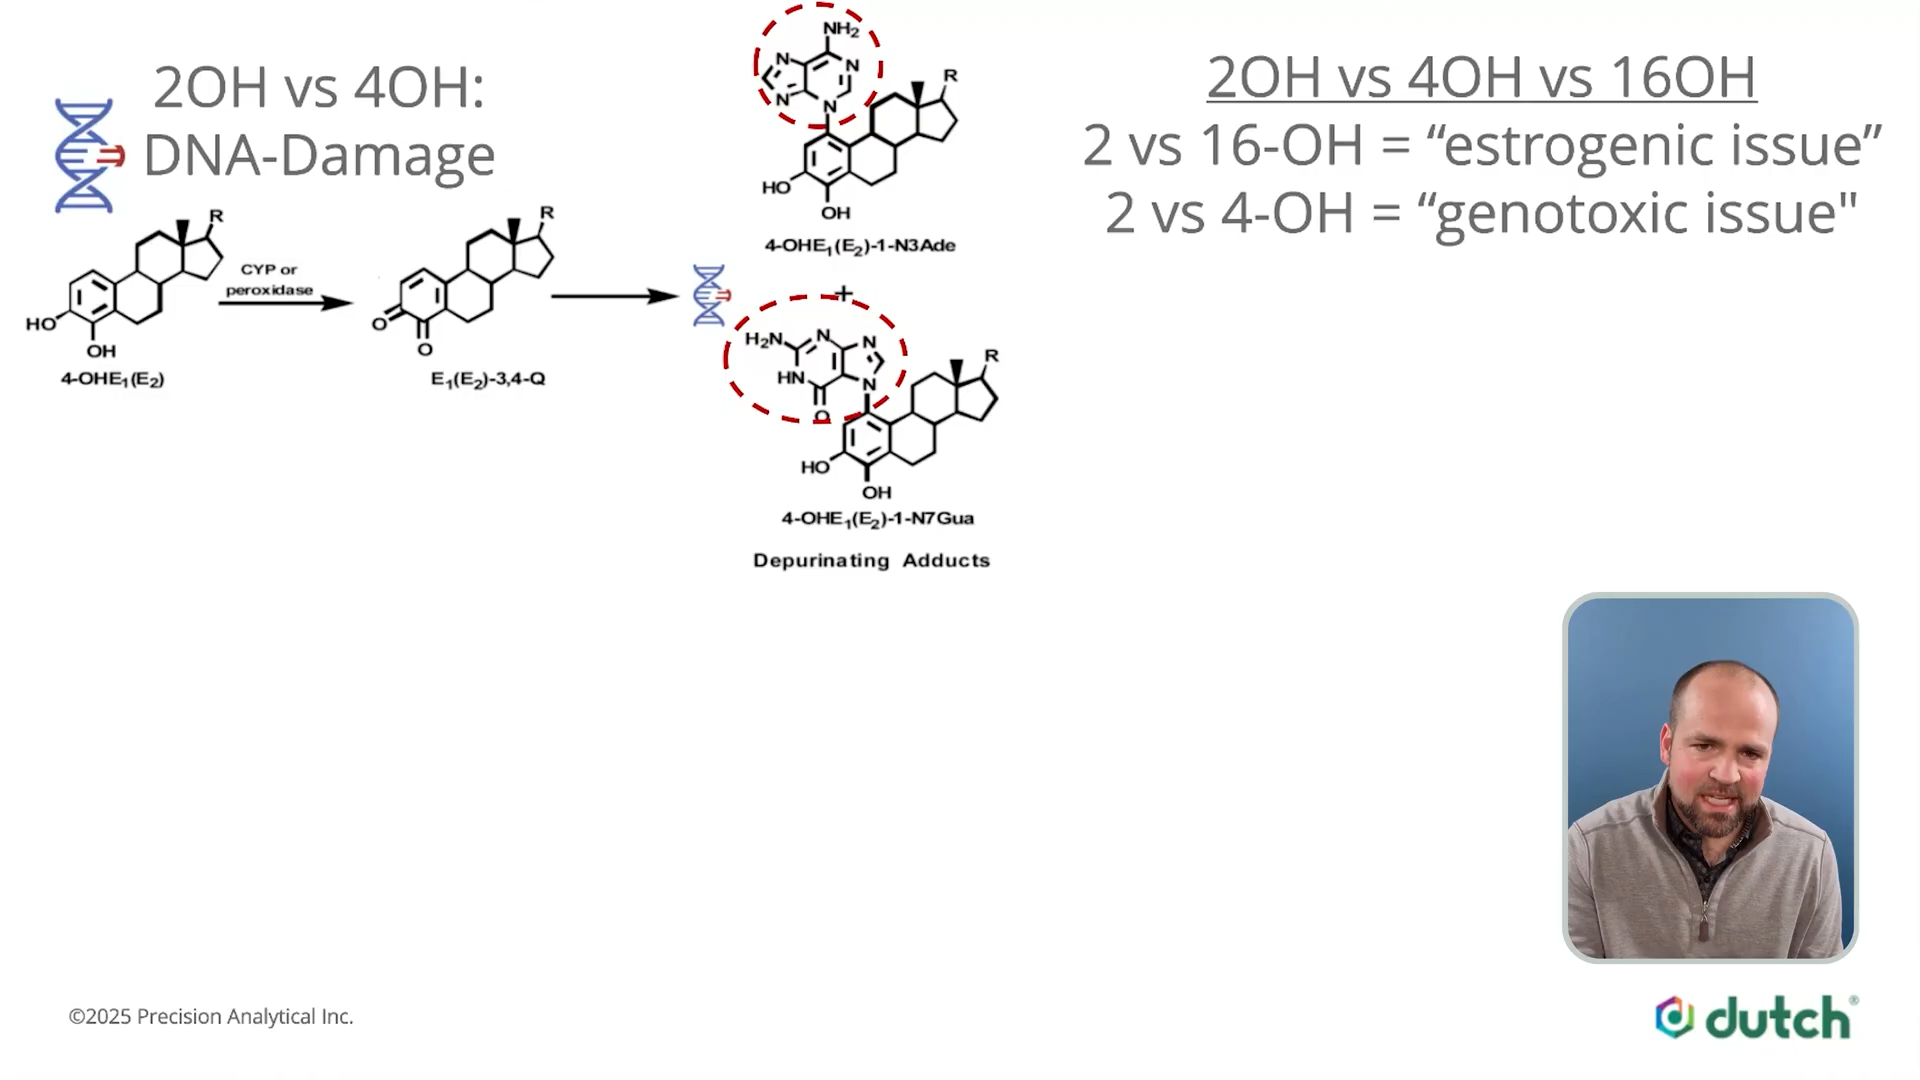 2OH vs 4OH:
DNA-Damage
R
HO
OH
4-OHE₁(E₂)
CYP or
peroxidase
R
O
O
E₁(E₂)-3,4-Q
NH₂
N
N
N
N
R
HO
OH
4-OHE₁(E₂)-1-N3Ade
+
H₂N
N
N
HN
N
O
R
HO
OH
4-OHE₁(E₂)-1-N7Gua
Depurinating Adducts
2OH vs 4OH vs 16OH
2 vs 16-OH = “estrogenic issue”
2 vs 4-OH = “genotoxic issue"
©2025 Precision Analytical Inc.
dutch®